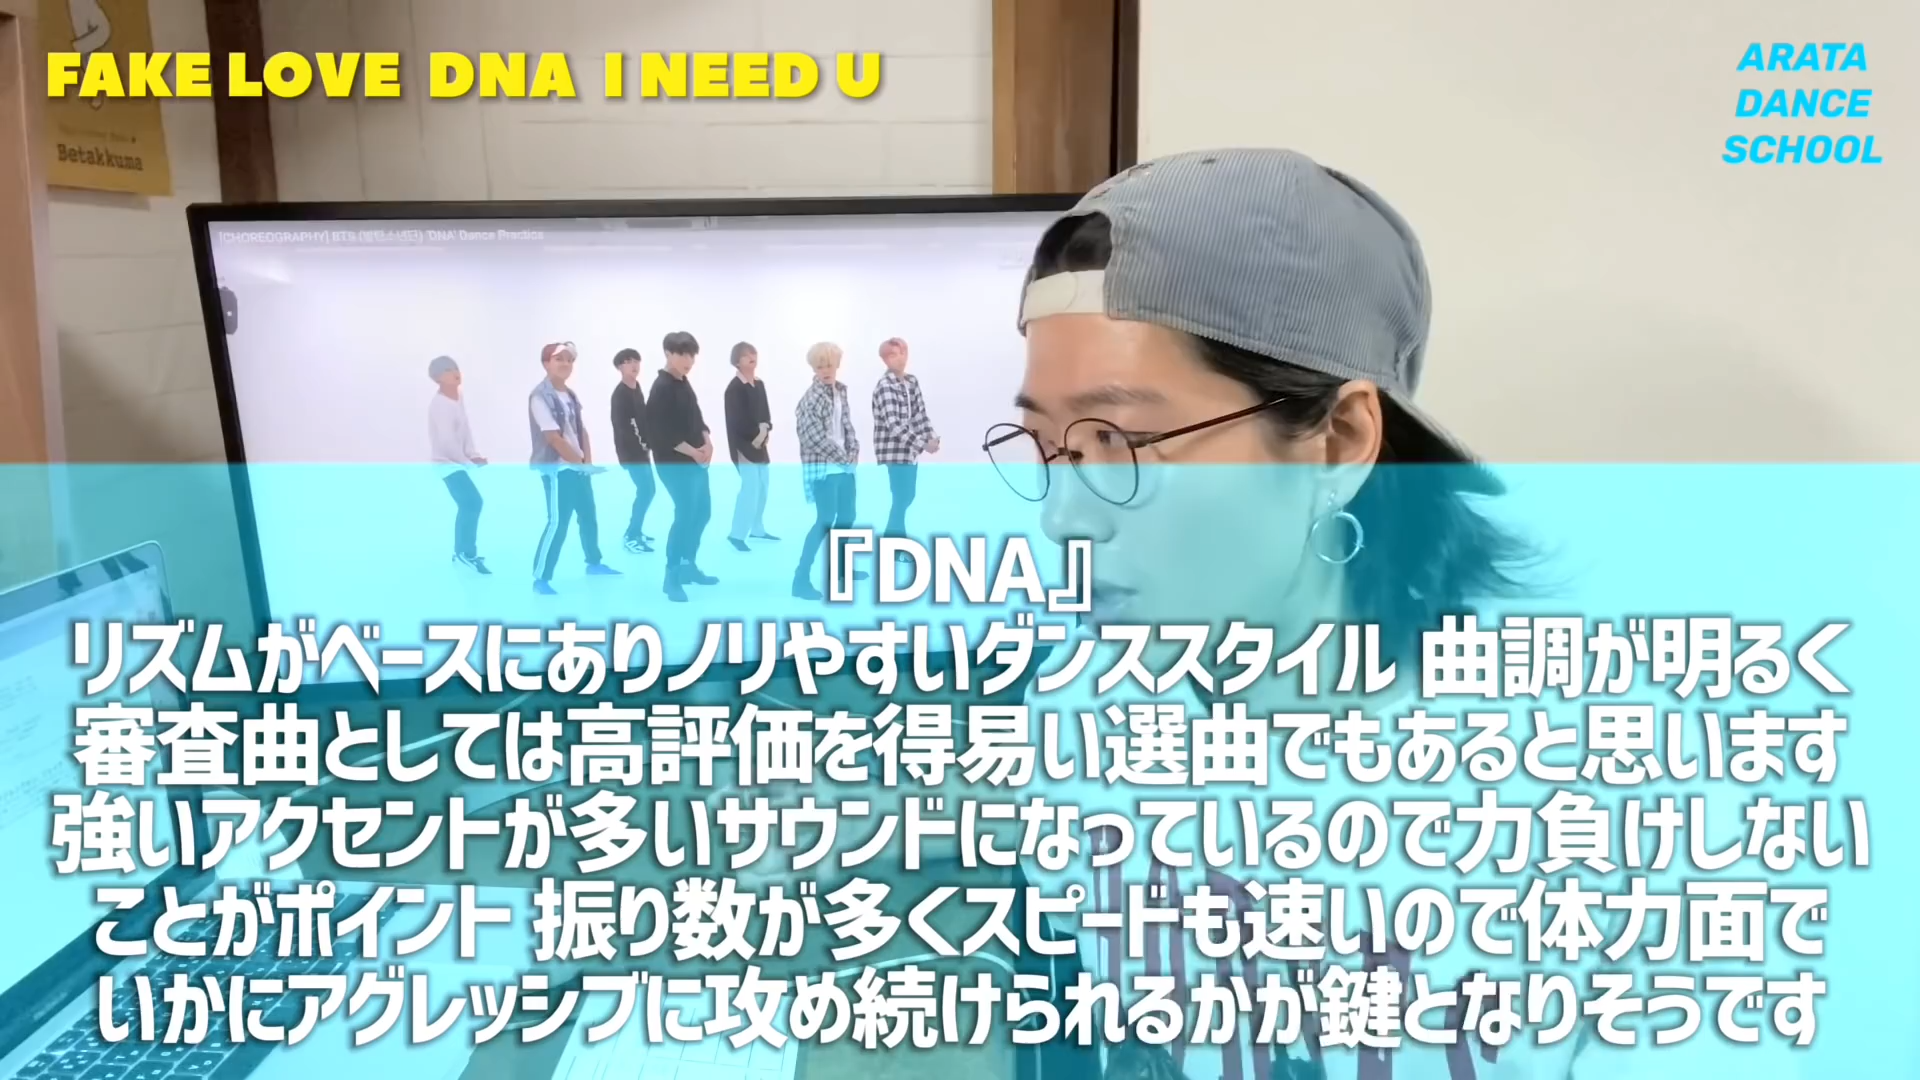 FAKE LOVE DNA I NEED U
ARATA
DANCE
SCHOOL
Betakkuma
[CHOREOGRAPHY] BTS (방탄소년단) 'DNA' Dance Practice
『DNA』
リズムがベースにありノリやすいダンススタイル 曲調が明るく
審査曲としては高評価を得易い選曲でもあると思います
強いアクセントが多いサウンドになっているので力負けしない
ことがポイント 振り数が多くスピードも速いので体力面で
いかにアグレッシブに攻め続けられるかが鍵となりそうです